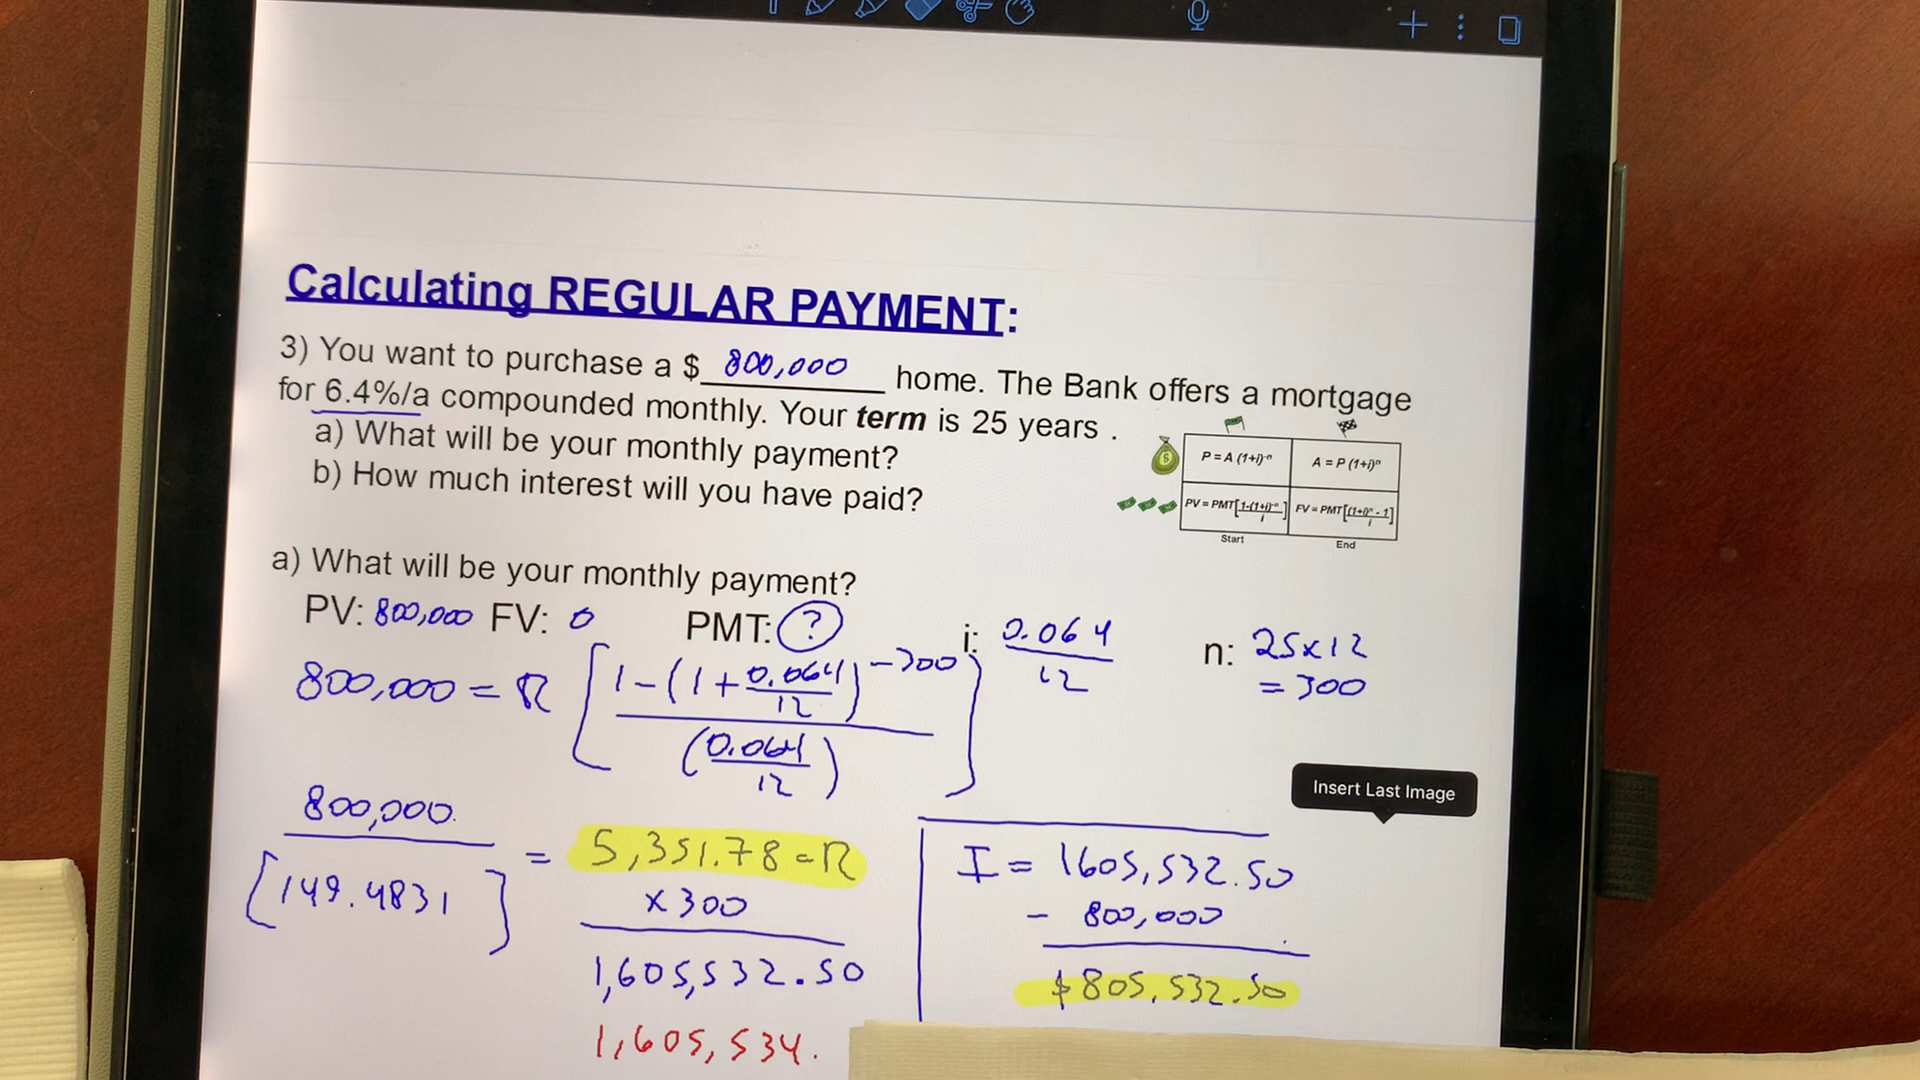 Calculating REGULAR PAYMENT:
3) You want to purchase a $ 800,000 home. The Bank offers a mortgage
for 6.4%/a compounded monthly. Your term is 25 years .
a) What will be your monthly payment?
b) How much interest will you have paid?
P = A (1+i)⁻ⁿ A = P (1+i)ⁿ
PV = PMT[1-(1+i)⁻ⁿ / i] FV = PMT[(1+i)ⁿ - 1 / i]
Start End
a) What will be your monthly payment?
PV: 800,000 FV: 0 PMT: ? i: 0.064/12 n: 25x12
= 300
800,000 = R [1-(1+0.064/12)⁻³⁰⁰ / (0.064/12)]
Insert Last Image
800,000. / [149.4831] = 5,351.78 = R
x 300
1,605,532.50
1,605,534.
I = 1605,532.50
- 800,000
$805,532.50